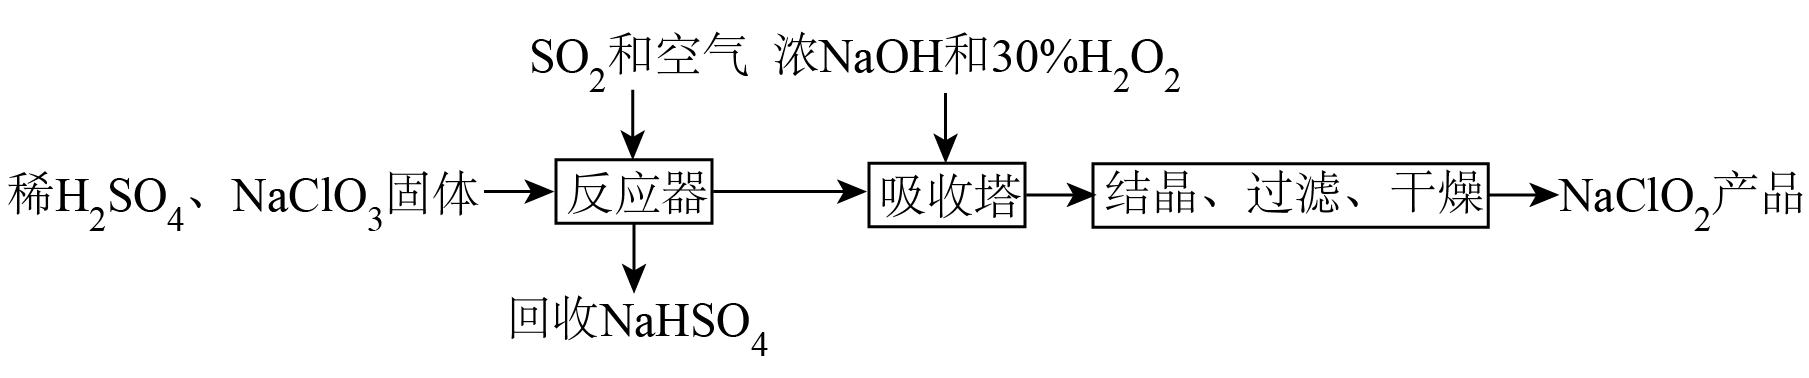 SO₂和空气 浓NaOH和30%H₂O₂
稀H₂SO₄、NaClO₃固体 反应器 吸收塔 结晶、过滤、干燥 NaClO₂产品
回收NaHSO₄